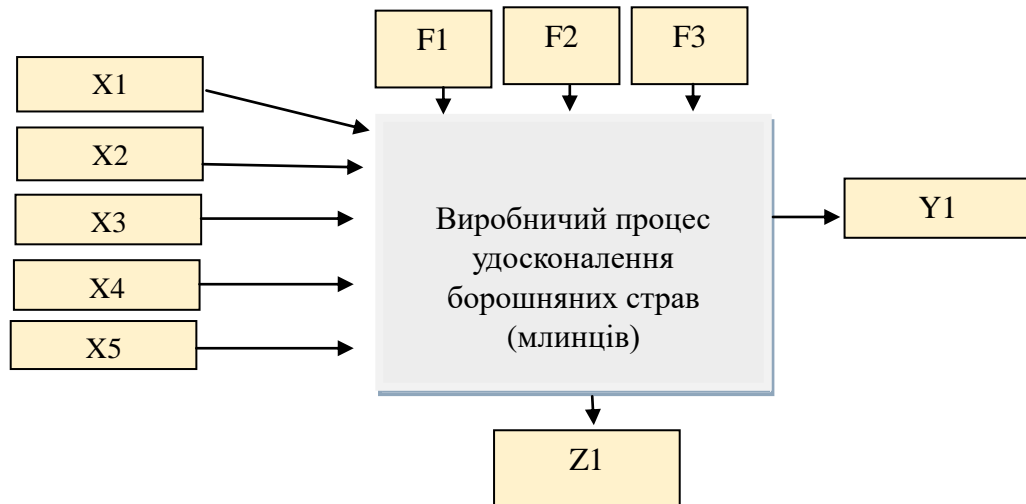 F1
F2
F3
X1
X2
X3
X4
X5
Виробничий процес
удосконалення
борошняних страв
(млинців)
Y1
Z1